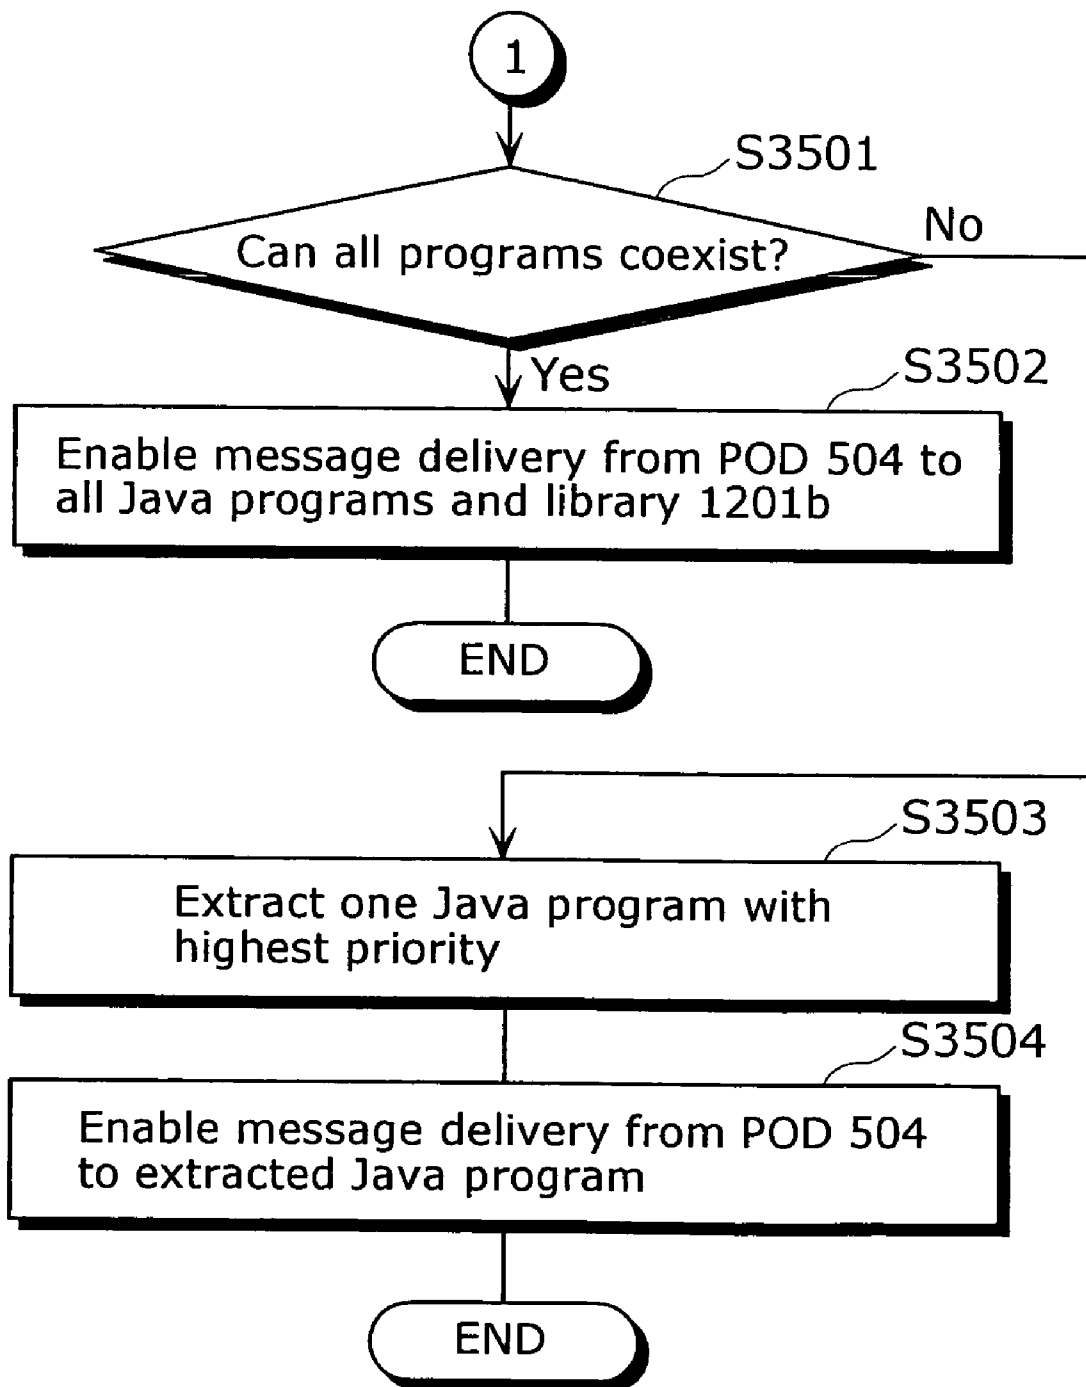 1
S3501
Can all programs coexist?
No
Yes
S3502
Enable message delivery from POD 504 to
all Java programs and library 1201b
END
S3503
Extract one Java program with
highest priority
S3504
Enable message delivery from POD 504
to extracted Java program
END